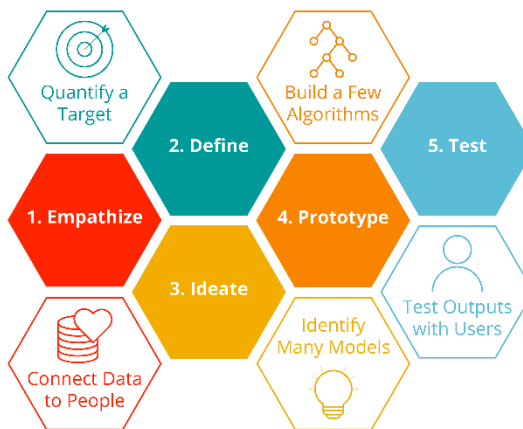 Quantify a
Target
Build a Few
Algorithms
2. Define
5. Test
1. Empathize
4. Prototype
3. Ideate
Test Outputs
with Users
Identify
Many Models
Connect Data
to People